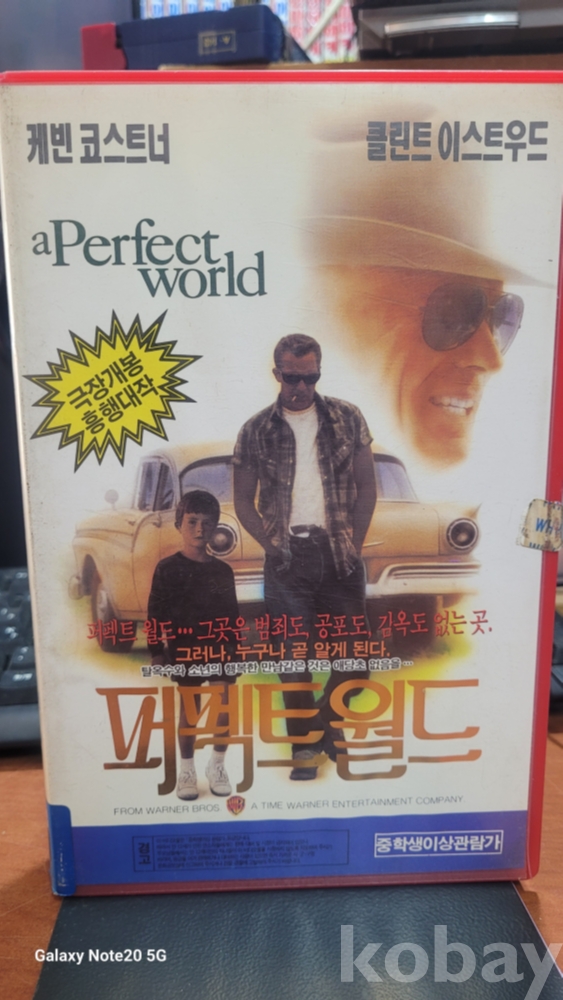 케빈 코스트너
클린트 이스트우드
a Perfect
world
극장개봉
흥행대작
퍼펙트 월드… 그곳은 범죄도, 공포도, 감옥도 없는 곳.
그러나, 누구나 곧 알게 된다.
탈옥수와 소년의 행복한 만남같은 것은 애당초 없음을…
퍼펙트 월드
FROM WARNER BROS. A TIME WARNER ENTERTAINMENT COMPANY
경고
중학생이상관람가
Galaxy Note20 5G
kobay